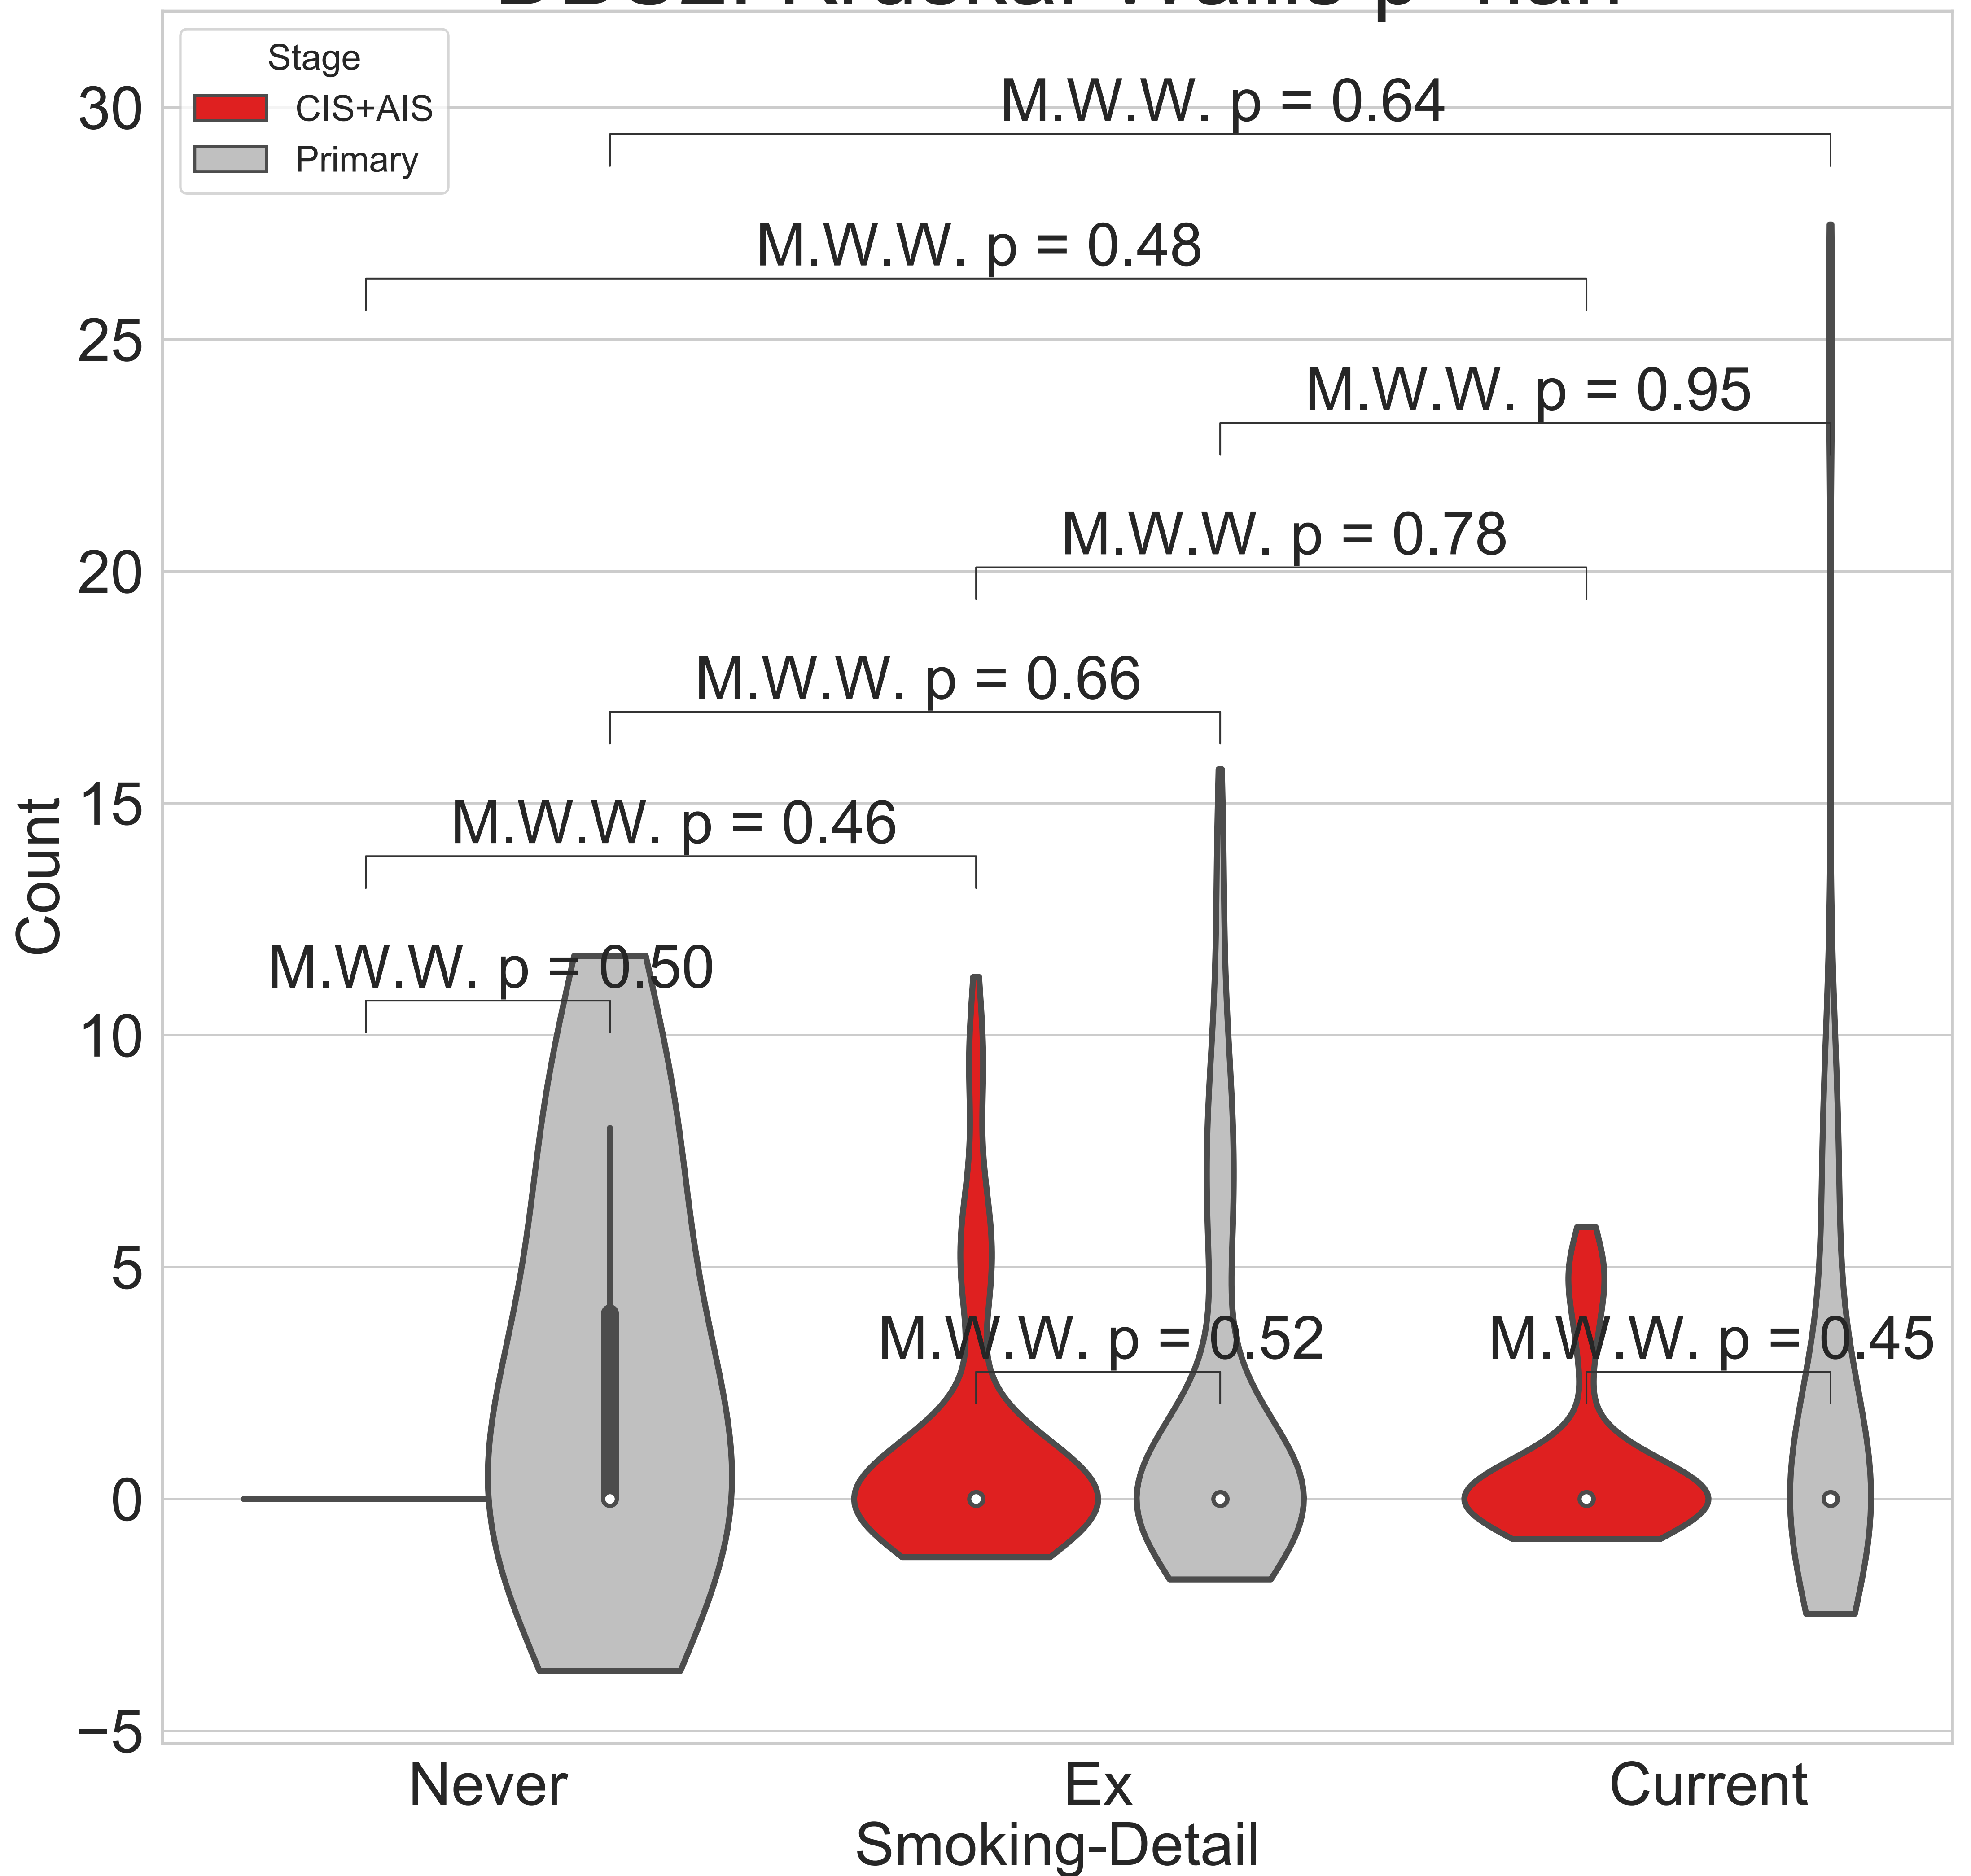 Stage
CIS+AIS
Primary
M.W.W. p = 0.64
M.W.W. p = 0.48
M.W.W. p = 0.95
M.W.W. p = 0.78
M.W.W. p = 0.66
M.W.W. p = 0.46
M.W.W. p = 0.50
M.W.W. p = 0.52
M.W.W. p = 0.45
30
25
20
15
10
5
0
−5
Count
Never
Ex
Current
Smoking-Detail